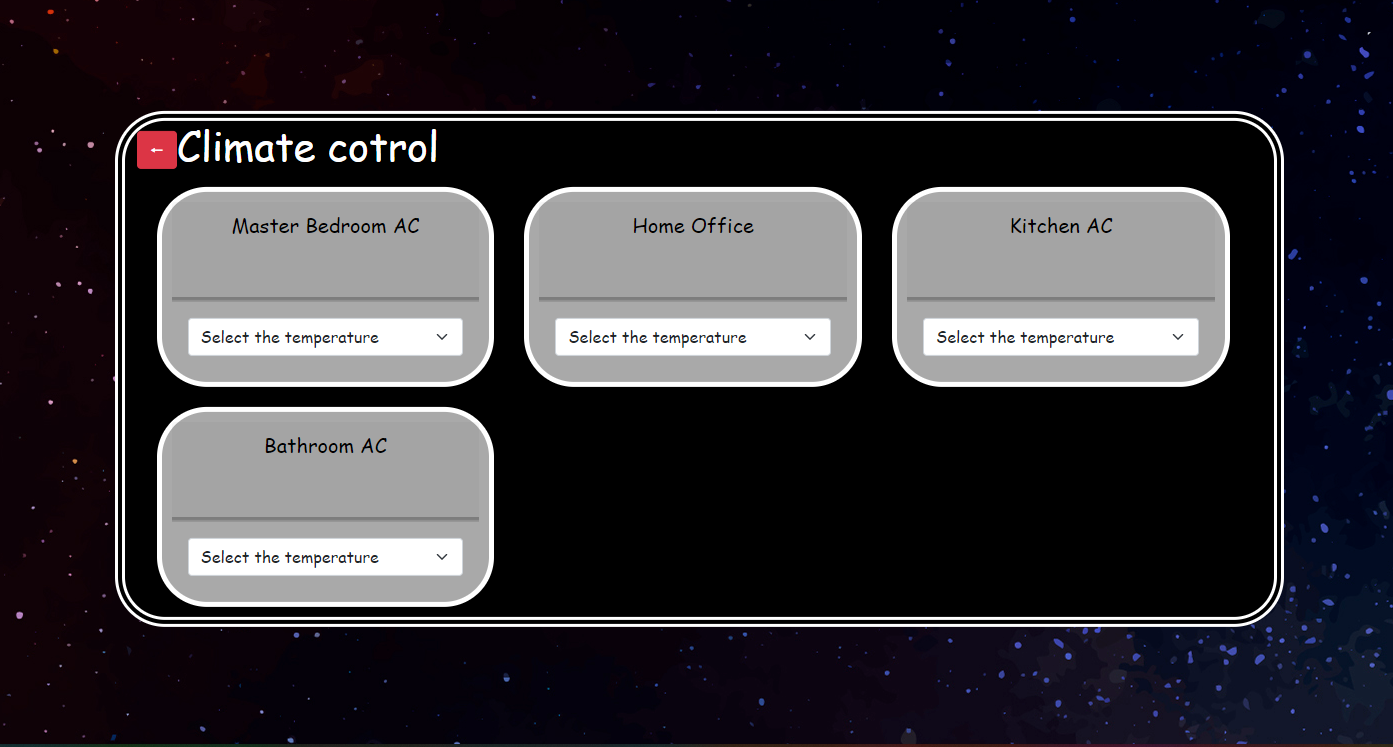 ← Climate cotrol
Master Bedroom AC
Home Office
Kitchen AC
Select the temperature
Select the temperature
Select the temperature
Bathroom AC
Select the temperature